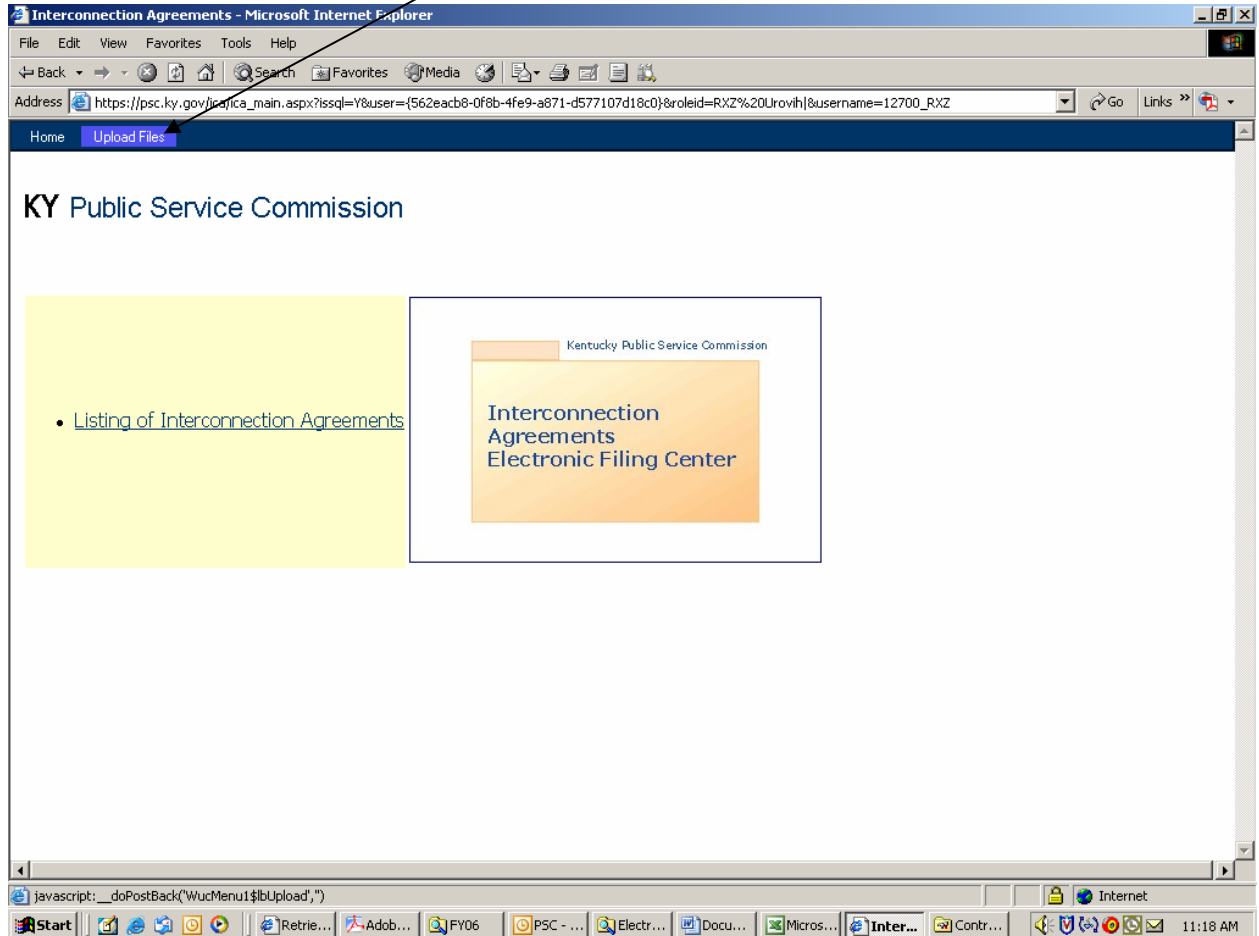 Interconnection Agreements - Microsoft Internet Explorer
File Edit View Favorites Tools Help
Back Search Favorites Media
Address https://psc.ky.gov/ica/ica_main.aspx?issql=Y&user={562eacb8-0f8b-4fe9-a871-d577107d18c0}&roleid=RXZ%20Urovih|&username=12700_RXZ Go Links »
Home Upload Files
KY Public Service Commission
Kentucky Public Service Commission
• Listing of Interconnection Agreements
Interconnection
Agreements
Electronic Filing Center
javascript:__doPostBack('WucMenu1$lbUpload','') Internet
Start Retrie... Adob... FY06 PSC - ... Electr... Docu... Micros... Inter... Contr... 11:18 AM